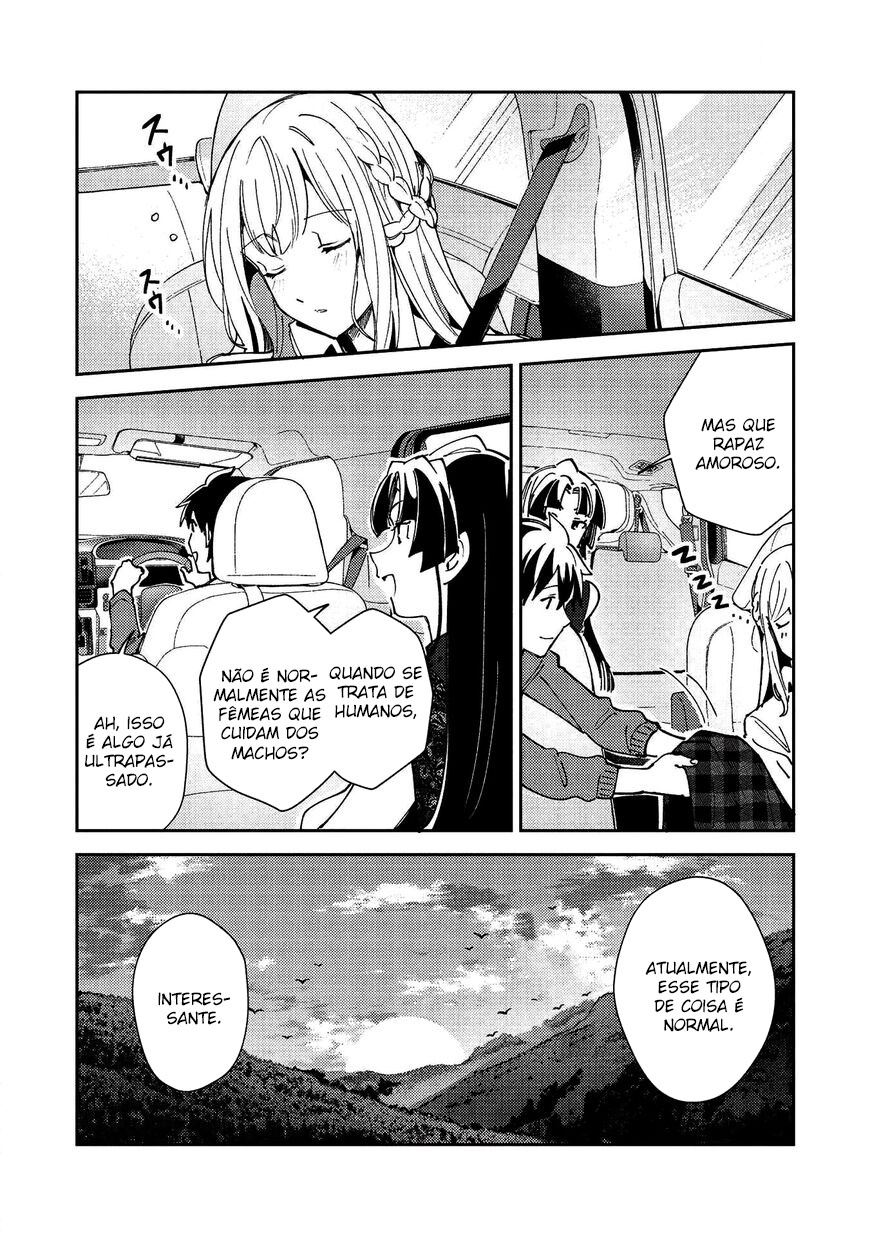 スゥ…
スゥ…
MAS QUE
RAPAZ
AMOROSO.
ZZZZ...
QUANDO SE
TRATA DE
HUMANOS,
NÃO É NOR-
MALMENTE AS
FÊMEAS QUE
CUIDAM DOS
MACHOS?
AH, ISSO
É ALGO JÁ
ULTRAPAS-
SADO.
ATUALMENTE,
ESSE TIPO
DE COISA É
NORMAL.
INTERES-
SANTE.